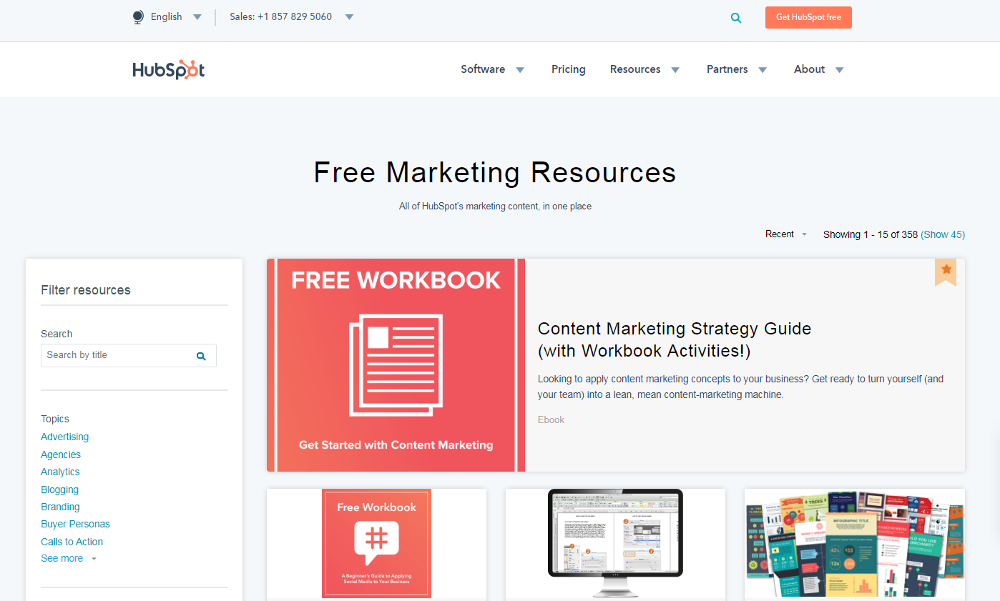 English
Sales: +1 857 829 5060
Get HubSpot free
HubSpot
Software
Pricing
Resources
Partners
About
Free Marketing Resources
All of HubSpot's marketing content, in one place
Recent
Showing 1 - 15 of 358 (Show 45)
Filter resources
Search
Search by title
Topics
Advertising
Agencies
Analytics
Blogging
Branding
Buyer Personas
Calls to Action
See more
FREE WORKBOOK
Get Started with Content Marketing
Content Marketing Strategy Guide
(with Workbook Activities!)
Looking to apply content marketing concepts to your business? Get ready to turn yourself (and
your team) into a lean, mean content-marketing machine.
Ebook
Free Workbook
#
A Beginner's Guide to Applying
Social Media to Your Business
TREES
INFOGRAPHIC TITLE